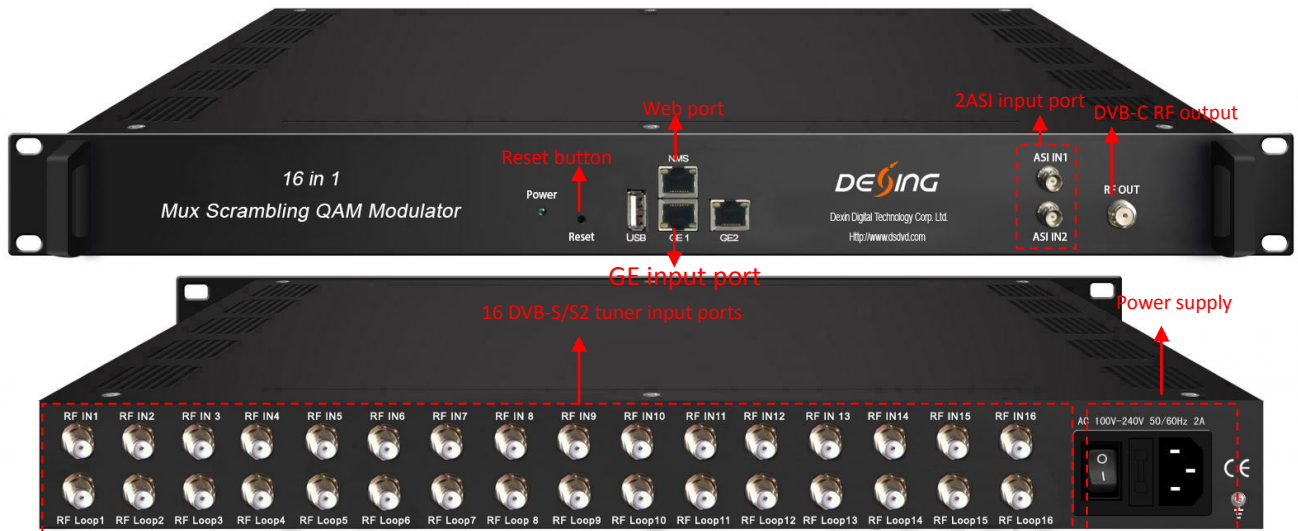 Web port
2ASI input port
DVB-C RF output
Reset button
16 in 1
Mux Scrambling QAM Modulator
Power
Reset
USB
NMS
GE1
GE2
DESING
Dexin Digital Technology Corp. Ltd.
Http://www.dsdvd.com
ASI IN1
ASI IN2
RF OUT
GE input port
16 DVB-S/S2 tuner input ports
Power supply
RF IN1 RF IN2 RF IN 3 RF IN4 RF IN5 RF IN6 RF IN7 RF IN 8 RF IN9 RF IN10 RF IN11 RF IN12 RF IN 13 RF IN14 RF IN15 RF IN16
AC 100V-240V 50/60Hz 2A
O
I
CE
RF Loop1 RF Loop2 RF Loop3 RF Loop4 RF Loop5 RF Loop6 RF Loop7 RF Loop 8 RF Loop9 RF Loop10 RF Loop11 RF Loop12 RF Loop13 RF Loop14 RF Loop15 RF Loop16